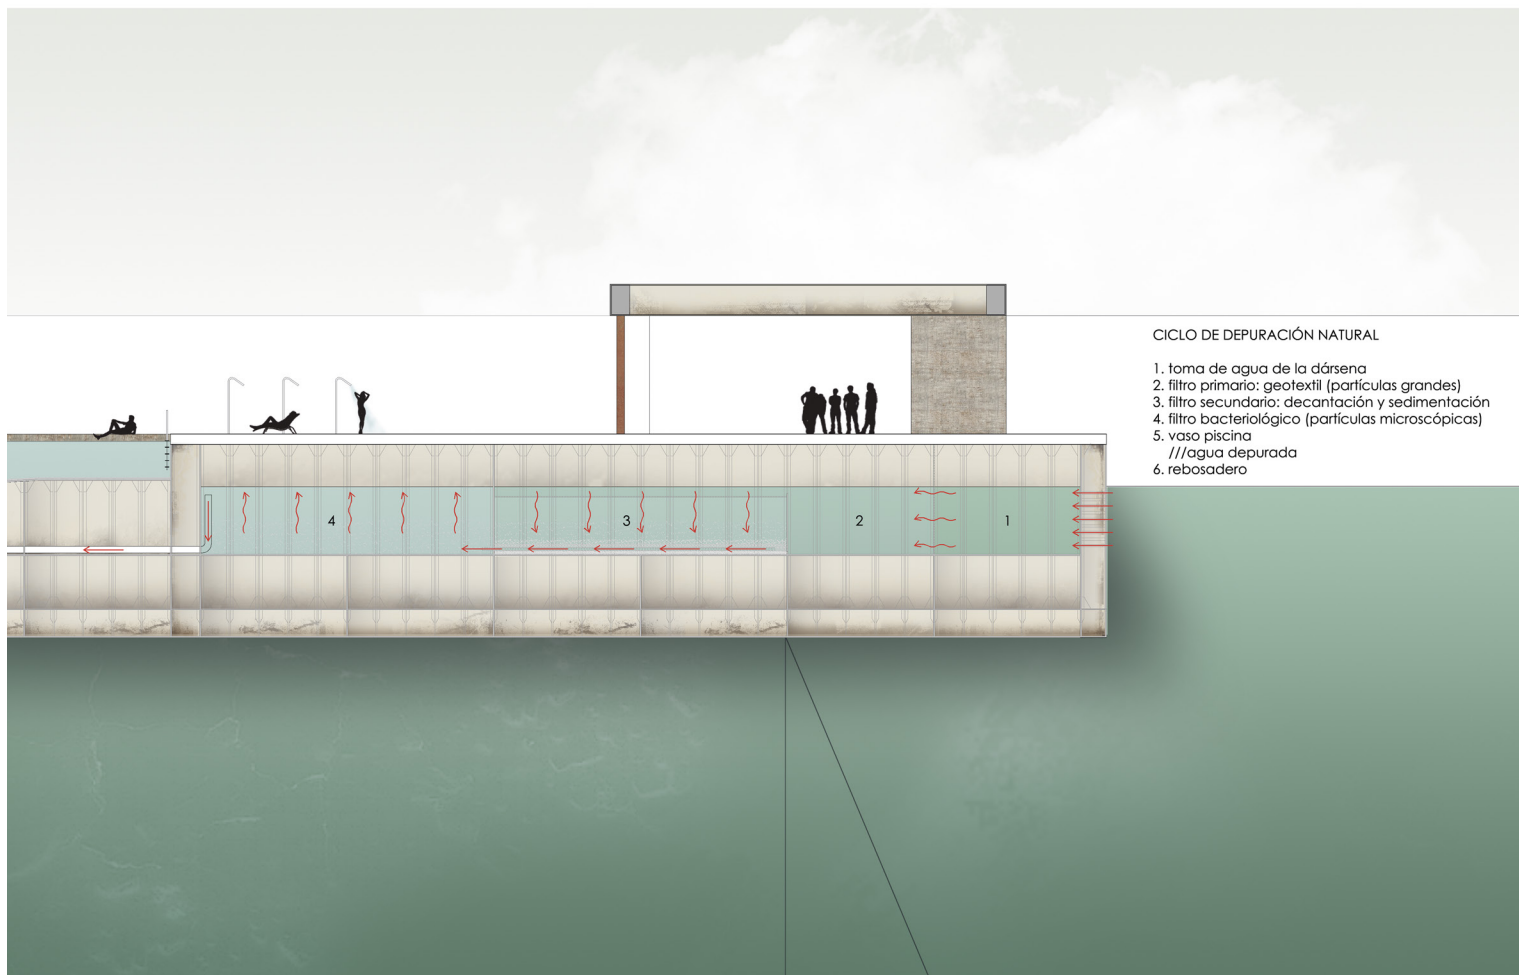 CICLO DE DEPURACIÓN NATURAL
1. toma de agua de la dársena
2. filtro primario: geotextil (partículas grandes)
3. filtro secundario: decantación y sedimentación
4. filtro bacteriológico (partículas microscópicas)
5. vaso piscina
///agua depurada
6. rebosadero
4 3 2 1